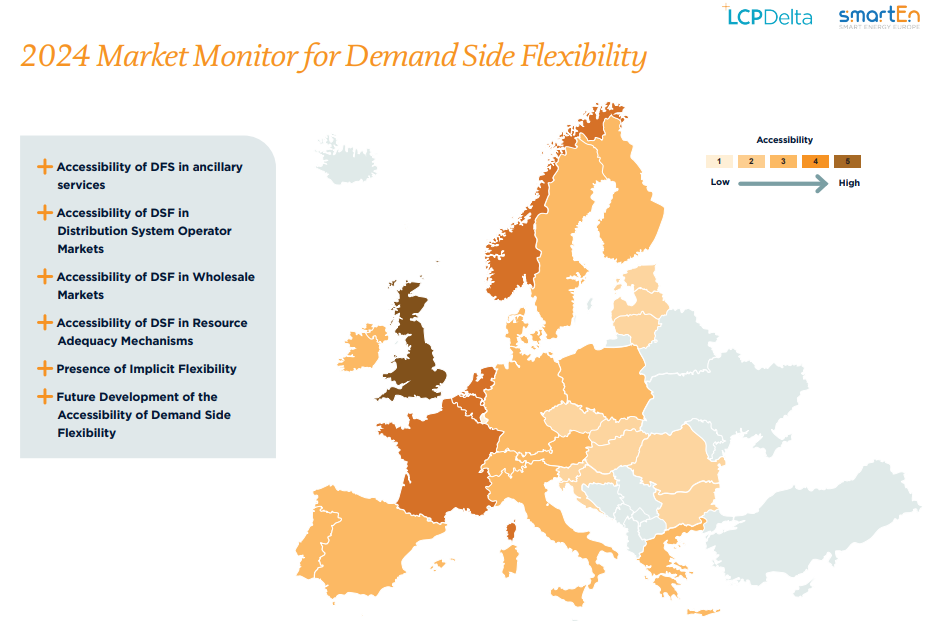 LCPDelta
smartEn
SMART ENERGY EUROPE
2024 Market Monitor for Demand Side Flexibility
Accessibility of DFS in ancillary
services
Accessibility of DSF in
Distribution System Operator
Markets
Accessibility of DSF in Wholesale
Markets
Accessibility of DSF in Resource
Adequacy Mechanisms
Presence of Implicit Flexibility
Future Development of the
Accessibility of Demand Side
Flexibility
Accessibility
1 2 3 4 5
Low High